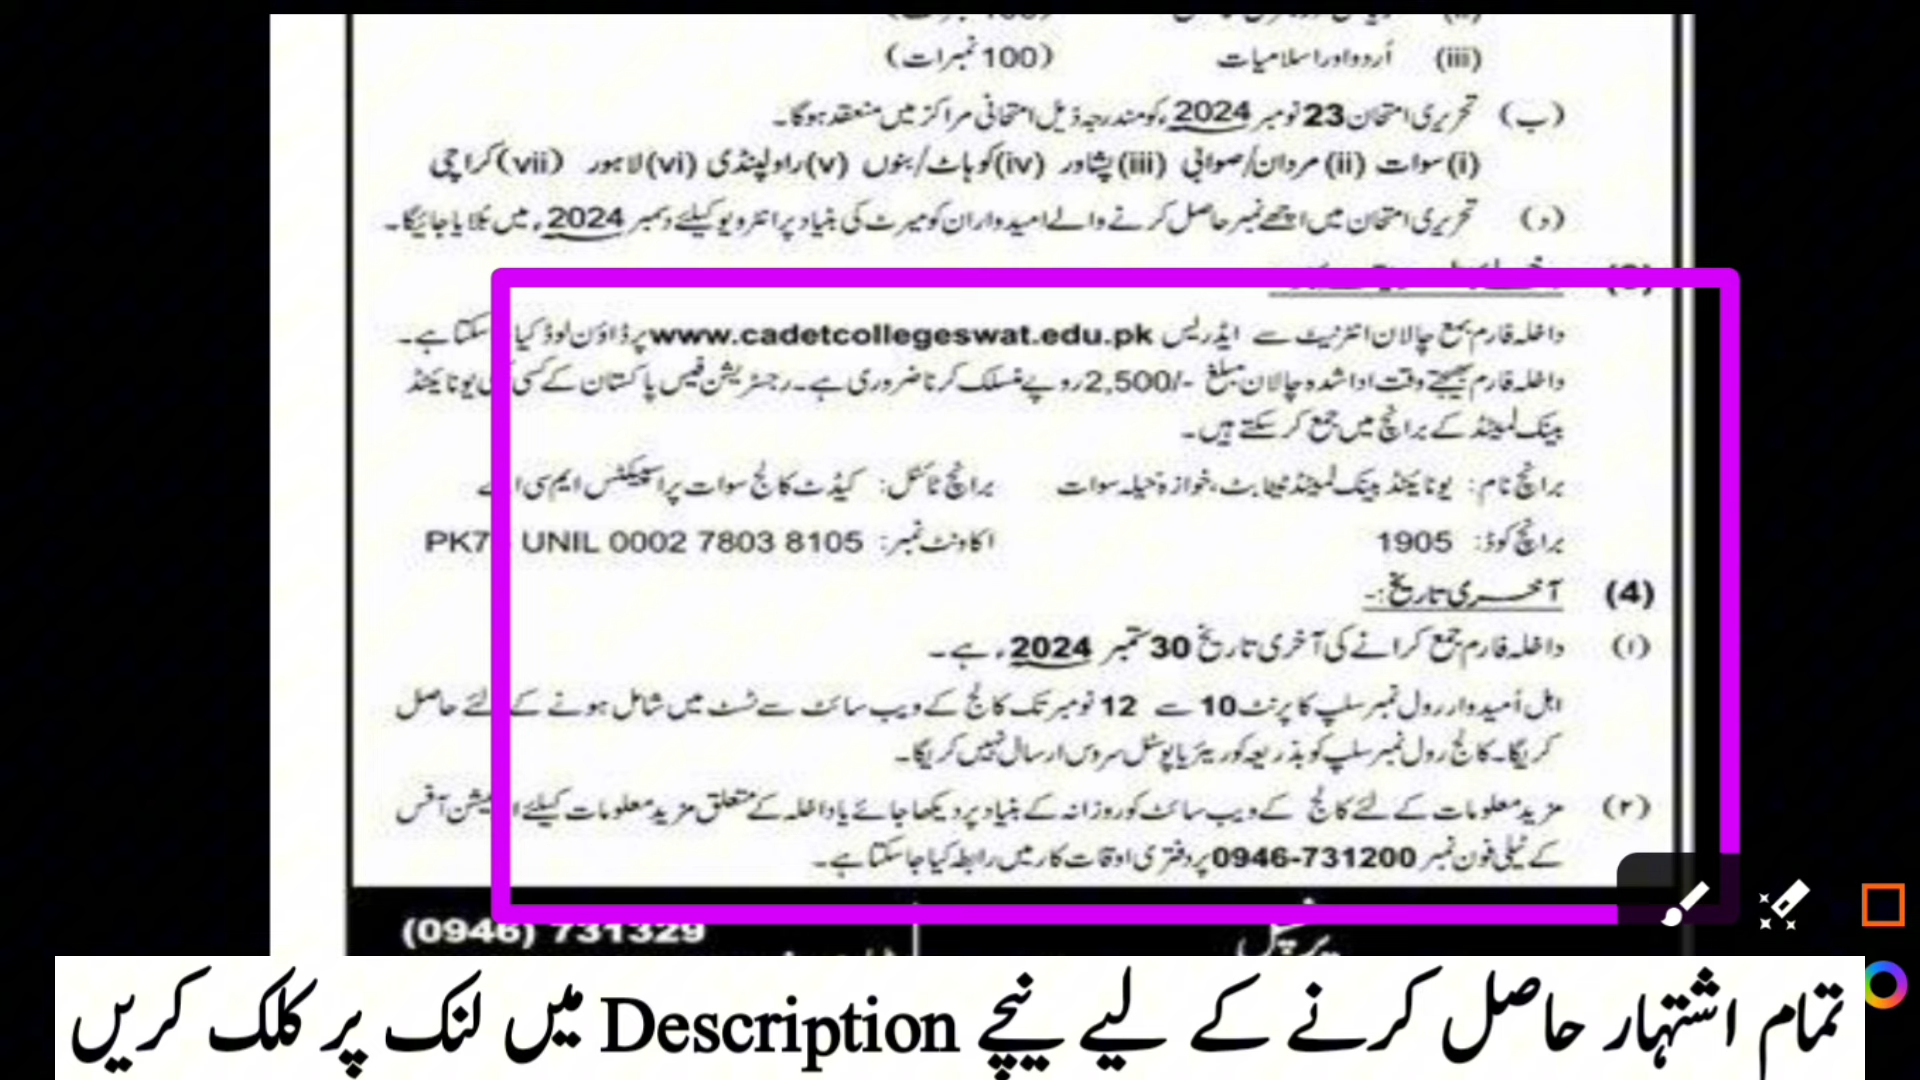 (iii) اُردو اور اسلامیات (100 نمبرات)
(ب) تحریری امتحان 23 نومبر 2024ء کو مندرجہ ذیل امتحانی مراکز میں منعقد ہوگا۔
(i) سوات (ii) مردان/صوابی (iii) پشاور (iv) کوہاٹ/بنوں (v) راولپنڈی (vi) لاہور (vii) کراچی
(د) تحریری امتحان میں اچھے نمبر حاصل کرنے والے امیدواران کو میرٹ کی بنیاد پر انٹرویو کیلئے دسمبر 2024ء میں بُلایا جائیگا۔
داخلہ فارم بمع چالان انٹرنیٹ سے ایڈریس www.cadetcollegeswat.edu.pk پر ڈاؤن لوڈ کیا سکتا ہے۔
داخلہ فارم بھیجتے وقت ادا شدہ چالان مبلغ -/2,500 روپے منسلک کرنا ضروری ہے۔ رجسٹریشن فیس پاکستان کے کسی یونائیٹڈ
بینک لمیٹڈ کے برانچ میں جمع کر سکتے ہیں۔
برانچ نام: یونائیٹڈ بینک لمیٹڈ خوازہ خیلہ سوات برانچ ٹائٹل: کیڈٹ کالج سوات پراسپیکٹس ایم سی
برانچ کوڈ: 1905 اکاونٹ نمبر: UNIL 0002 7803 8105
(4) آخری تاریخ:-
(۱) داخلہ فارم جمع کرانے کی آخری تاریخ 30 ستمبر 2024ء ہے۔
اہل اُمیدوار رول نمبر سلپ کا پرنٹ 10 سے 12 نومبر تک کالج کے ویب سائٹ سے ٹسٹ میں شامل ہونے کے لئے حاصل
کریگا۔ کالج رول نمبر سلپ کو بذریعہ کوریئر یا پوسٹل سروس ارسال نہیں کریگا۔
(۲) مزید معلومات کے لئے کالج کے ویب سائٹ کو روزانہ کے بنیاد پر دیکھا جائے یا داخلہ کے متعلق مزید معلومات کیلئے آفس
کے ٹیلی فون نمبر 0946-731200 پر دفتری اوقات کار میں رابطہ کیا جا سکتا ہے۔
پرنسپل (0946) 731329
تمام اشتہار حاصل کرنے کے لیے نیچے Description میں لنک پر کلک کریں